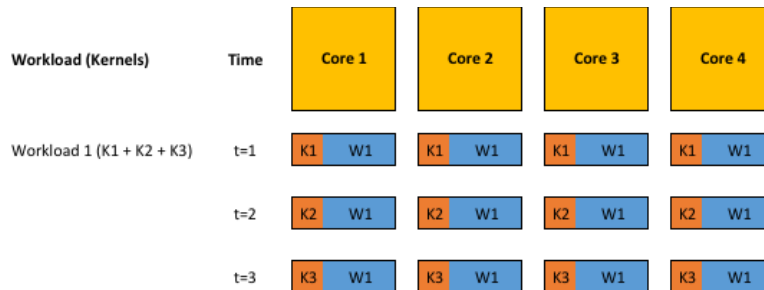 Workload (Kernels) Time Core 1 Core 2 Core 3 Core 4
Workload 1 (K1 + K2 + K3) t=1 K1 W1 K1 W1 K1 W1 K1 W1
t=2 K2 W1 K2 W1 K2 W1 K2 W1
t=3 K3 W1 K3 W1 K3 W1 K3 W1